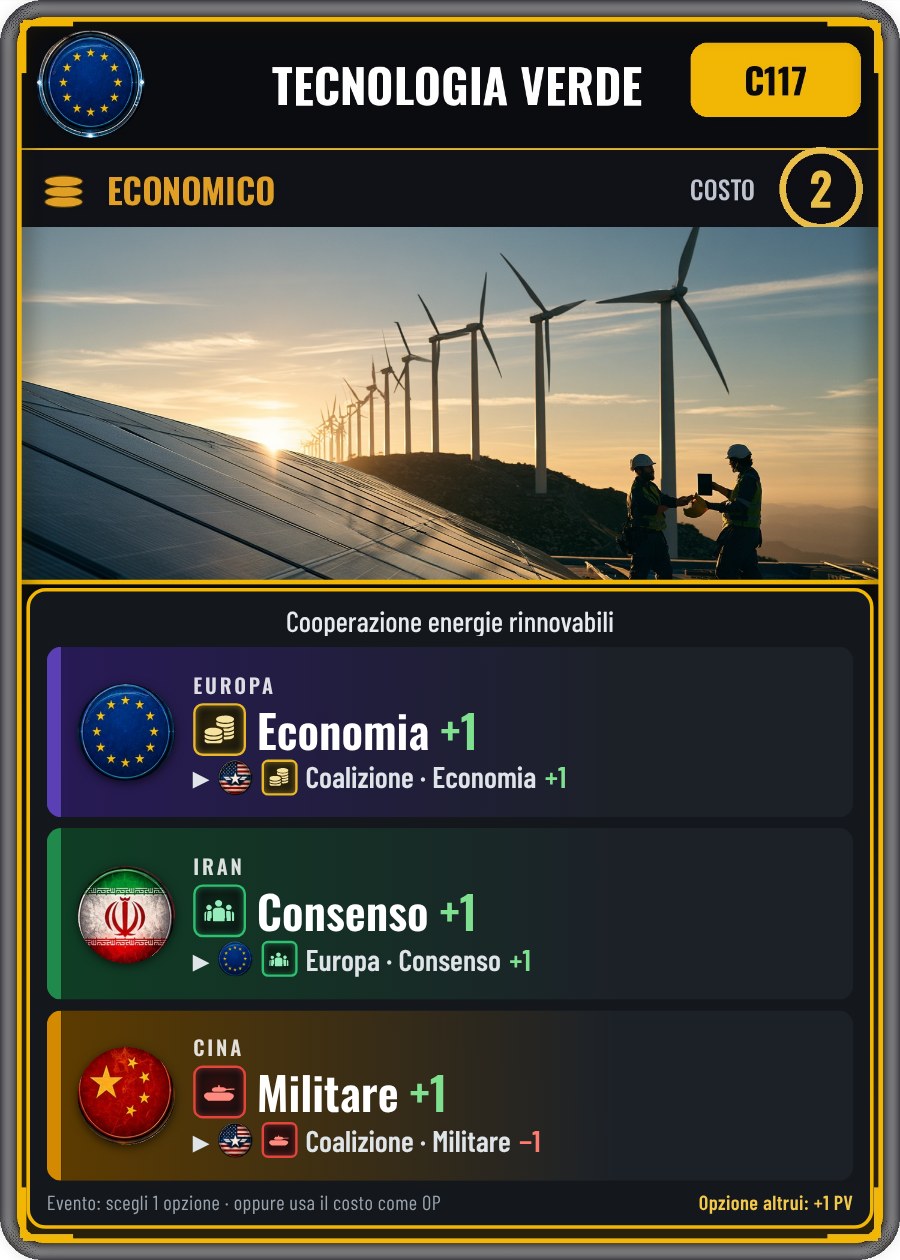 TECNOLOGIA VERDE
C117
ECONOMICO
COSTO
2
Cooperazione energie rinnovabili
EUROPA
Economia +1
▶ Coalizione · Economia +1
IRAN
Consenso +1
▶ Europa · Consenso +1
CINA
Militare +1
▶ Coalizione · Militare −1
Evento: scegli 1 opzione · oppure usa il costo come OP
Opzione altrui: +1 PV